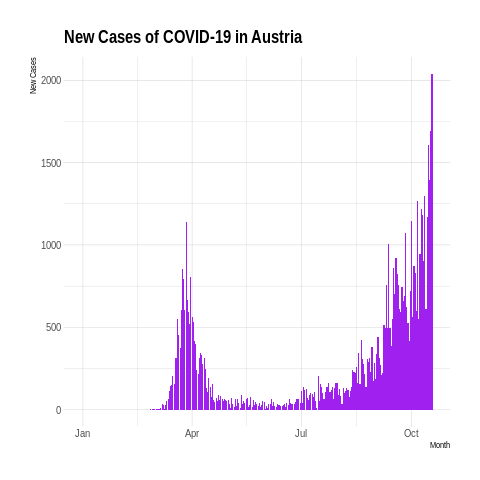 New Cases of COVID-19 in Austria
New Cases
2000
1500
1000
500
0
Jan Apr Jul Oct
Month